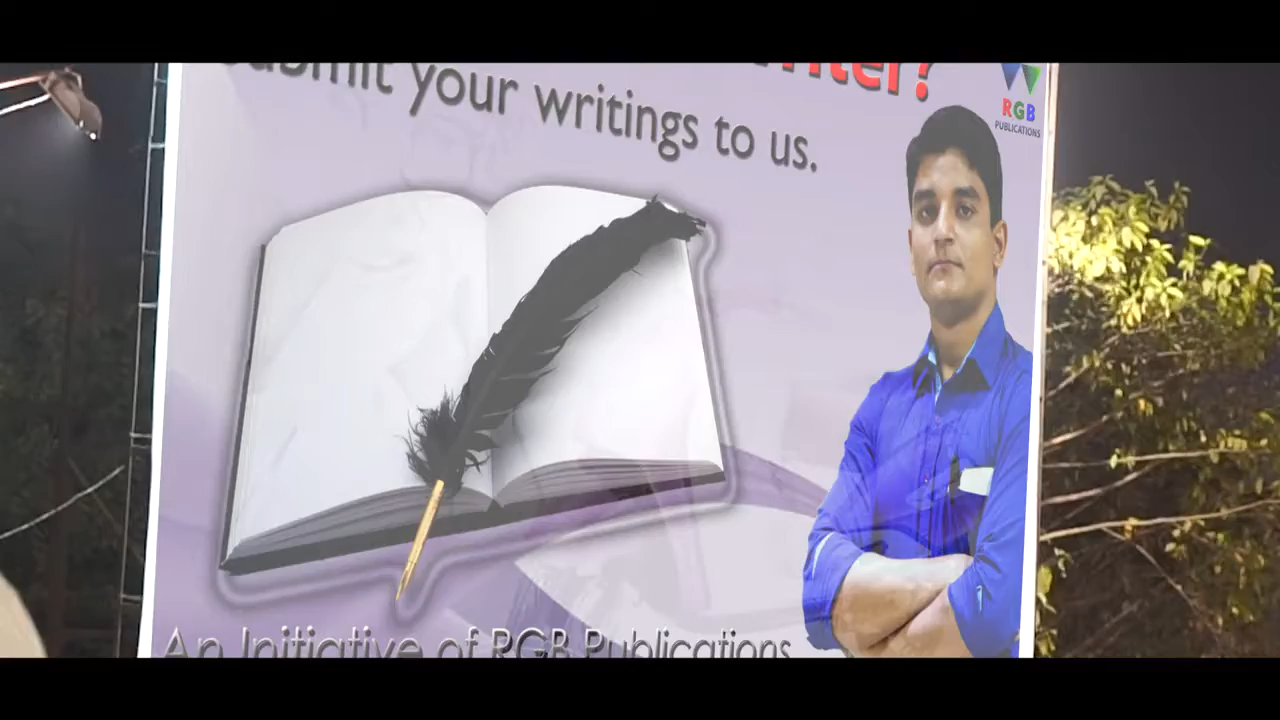 Submit your writings to us.
RGB
PUBLICATIONS
An Initiative of RGB Publications